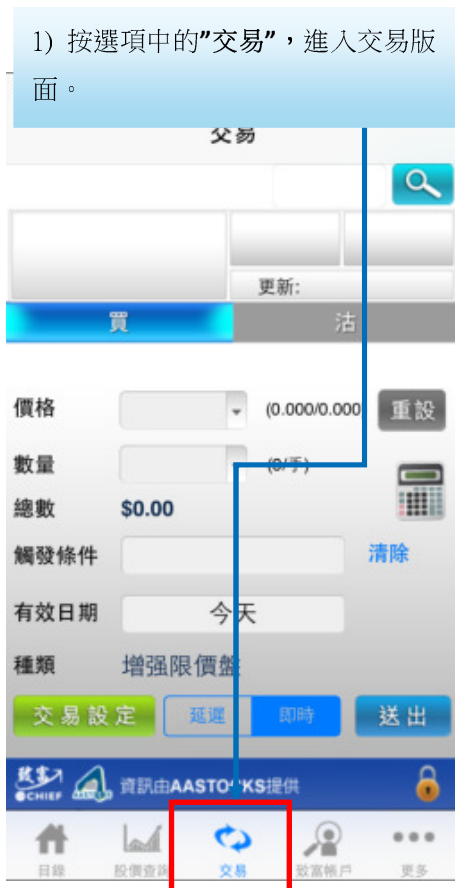 1) 按選項中的”交易”，進入交易版
面。
交易
更新:
買 沽
價格 (0.000/0.000) 重設
數量 (0/手)
總數 $0.00
觸發條件 清除
有效日期 今天
種類 增强限價盤
交易設定 延遲 即時 送出
致富 CHIEF 資訊由AASTOCKS提供
目錄 股價查詢 交易 致富帳戶 更多